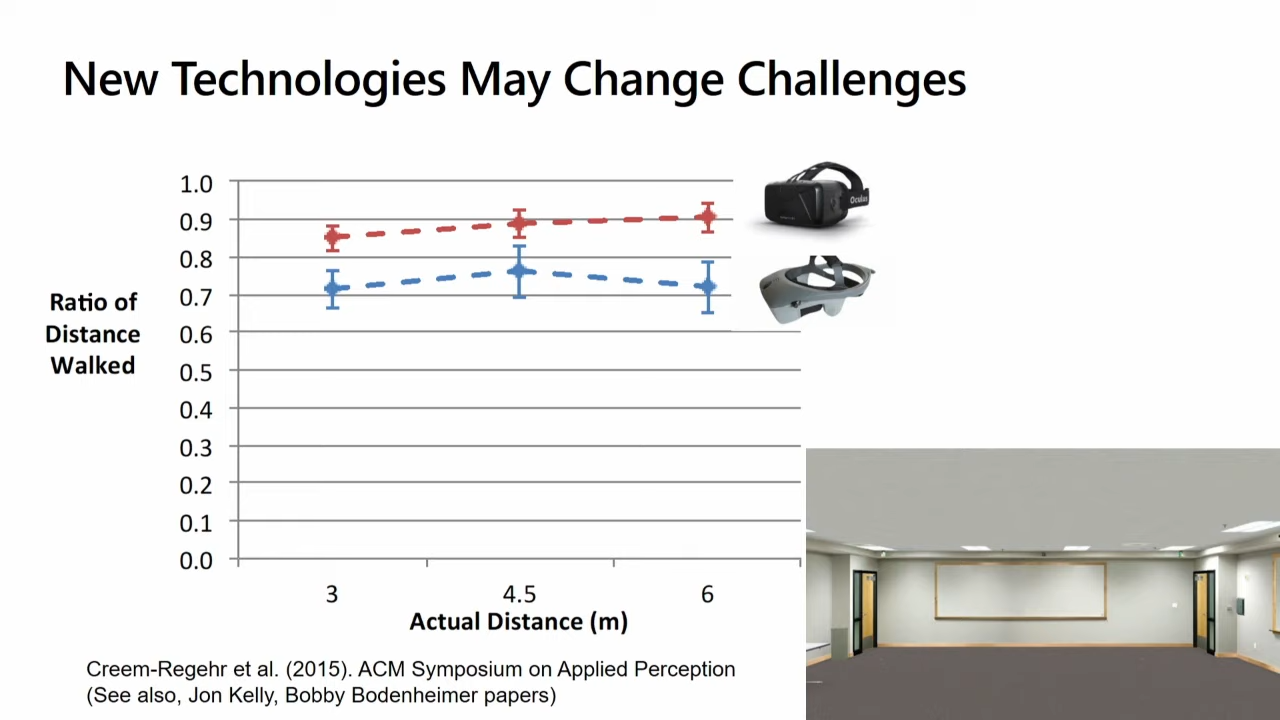 New Technologies May Change Challenges
1.0
0.9
0.8
0.7
0.6
0.5
0.4
0.3
0.2
0.1
0.0
Ratio of
Distance
Walked
3 4.5 6
Actual Distance (m)
Oculus
Creem-Regehr et al. (2015). ACM Symposium on Applied Perception
(See also, Jon Kelly, Bobby Bodenheimer papers)